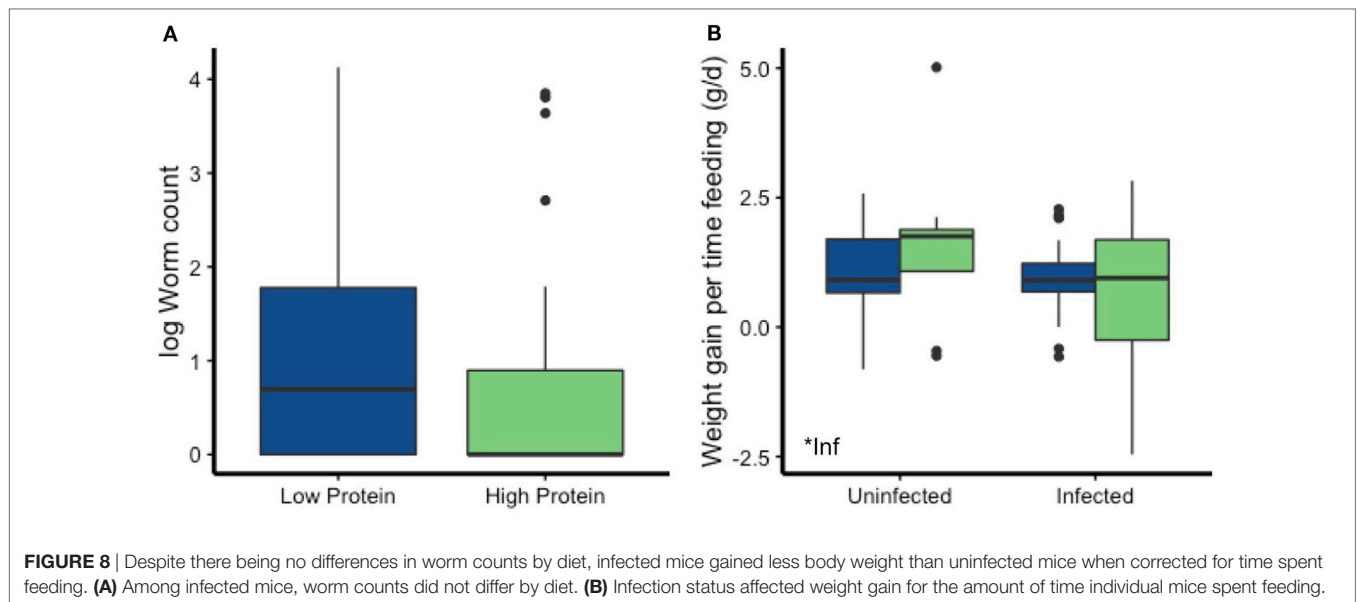 A
log Worm count
4
3
2
1
0
Low Protein
High Protein
B
Weight gain per time feeding (g/d)
5.0
2.5
0.0
-2.5
*Inf
Uninfected
Infected
FIGURE 8 | Despite there being no differences in worm counts by diet, infected mice gained less body weight than uninfected mice when corrected for time spent
feeding. (A) Among infected mice, worm counts did not differ by diet. (B) Infection status affected weight gain for the amount of time individual mice spent feeding.